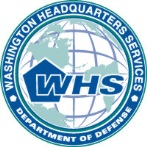 WASHINGTON HEADQUARTERS SERVICES
WHS
DEPARTMENT OF DEFENSE